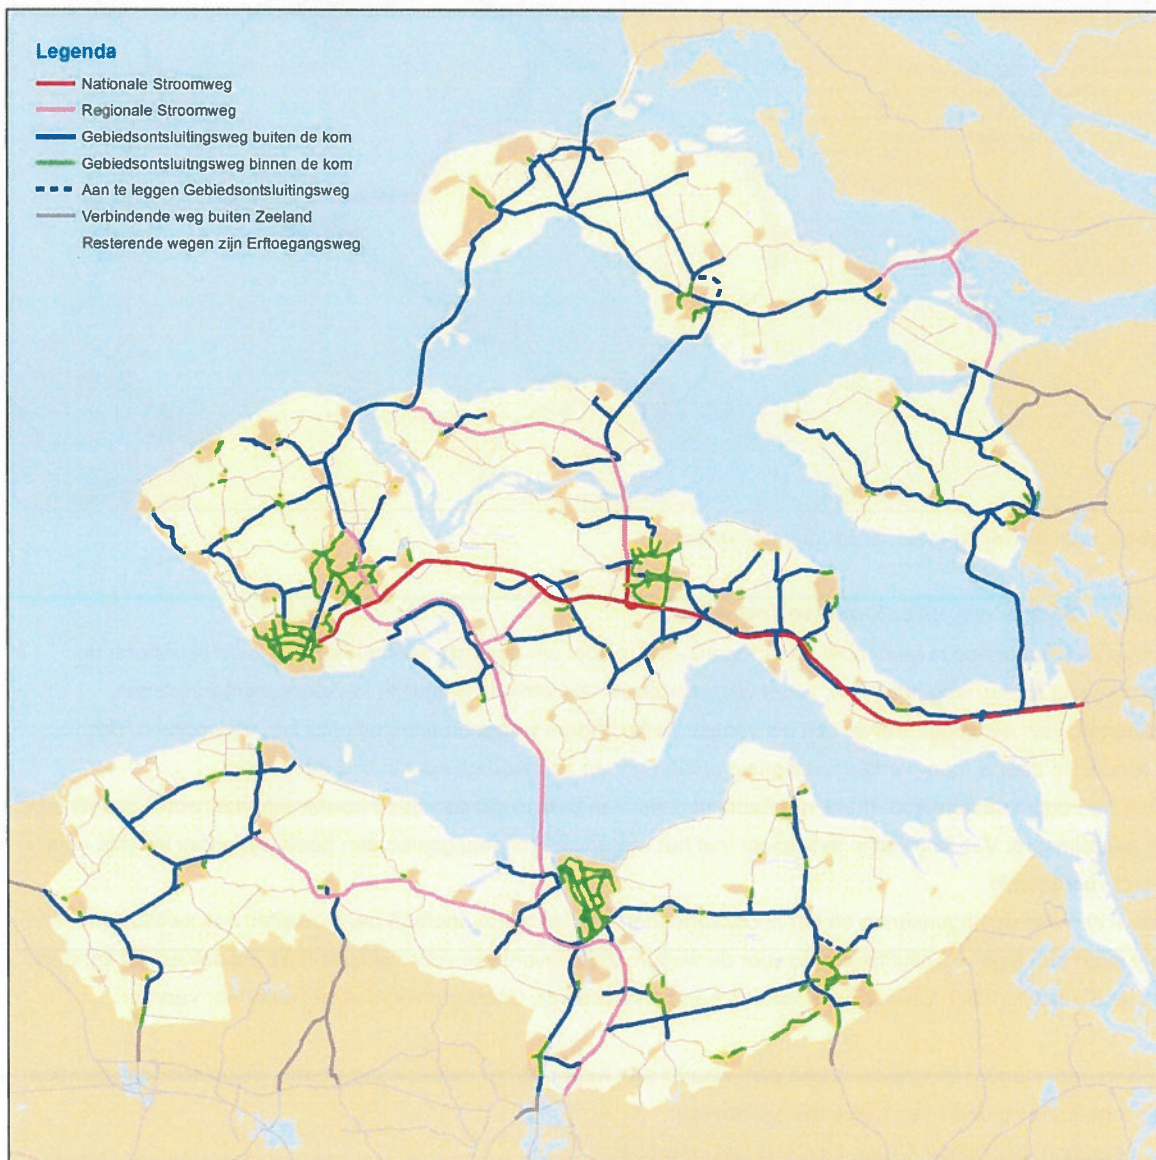 Legenda
Nationale Stroomweg
Regionale Stroomweg
Gebiedsontsluitingsweg buiten de kom
Gebiedsontsluitngsweg binnen de kom
Aan te leggen Gebiedsontsluitingsweg
Verbindende weg buiten Zeeland
Resterende wegen zijn Erftoegangsweg